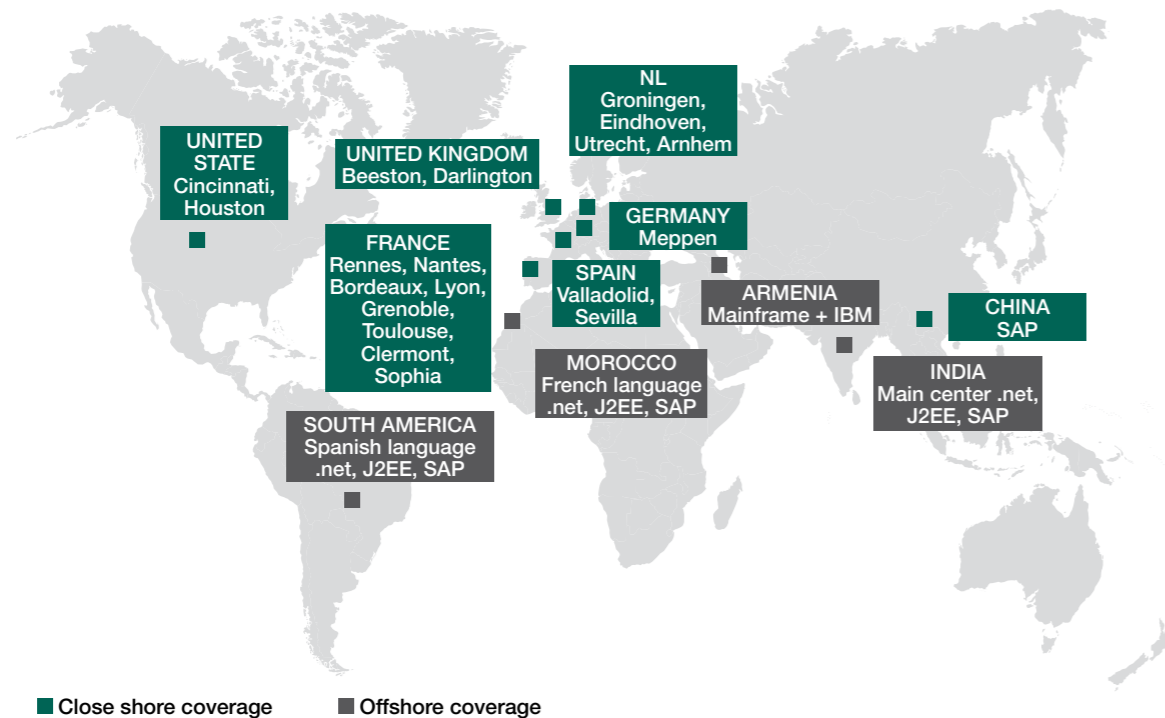 NL
Groningen,
Eindhoven,
Utrecht, Arnhem
UNITED
STATE
Cincinnati,
Houston
UNITED KINGDOM
Beeston, Darlington
GERMANY
Meppen
FRANCE
Rennes, Nantes,
Bordeaux, Lyon,
Grenoble,
Toulouse,
Clermont,
Sophia
SPAIN
Valladolid,
Sevilla
ARMENIA
Mainframe + IBM
CHINA
SAP
MOROCCO
French language
.net, J2EE, SAP
INDIA
Main center .net,
J2EE, SAP
SOUTH AMERICA
Spanish language
.net, J2EE, SAP
Close shore coverage
Offshore coverage